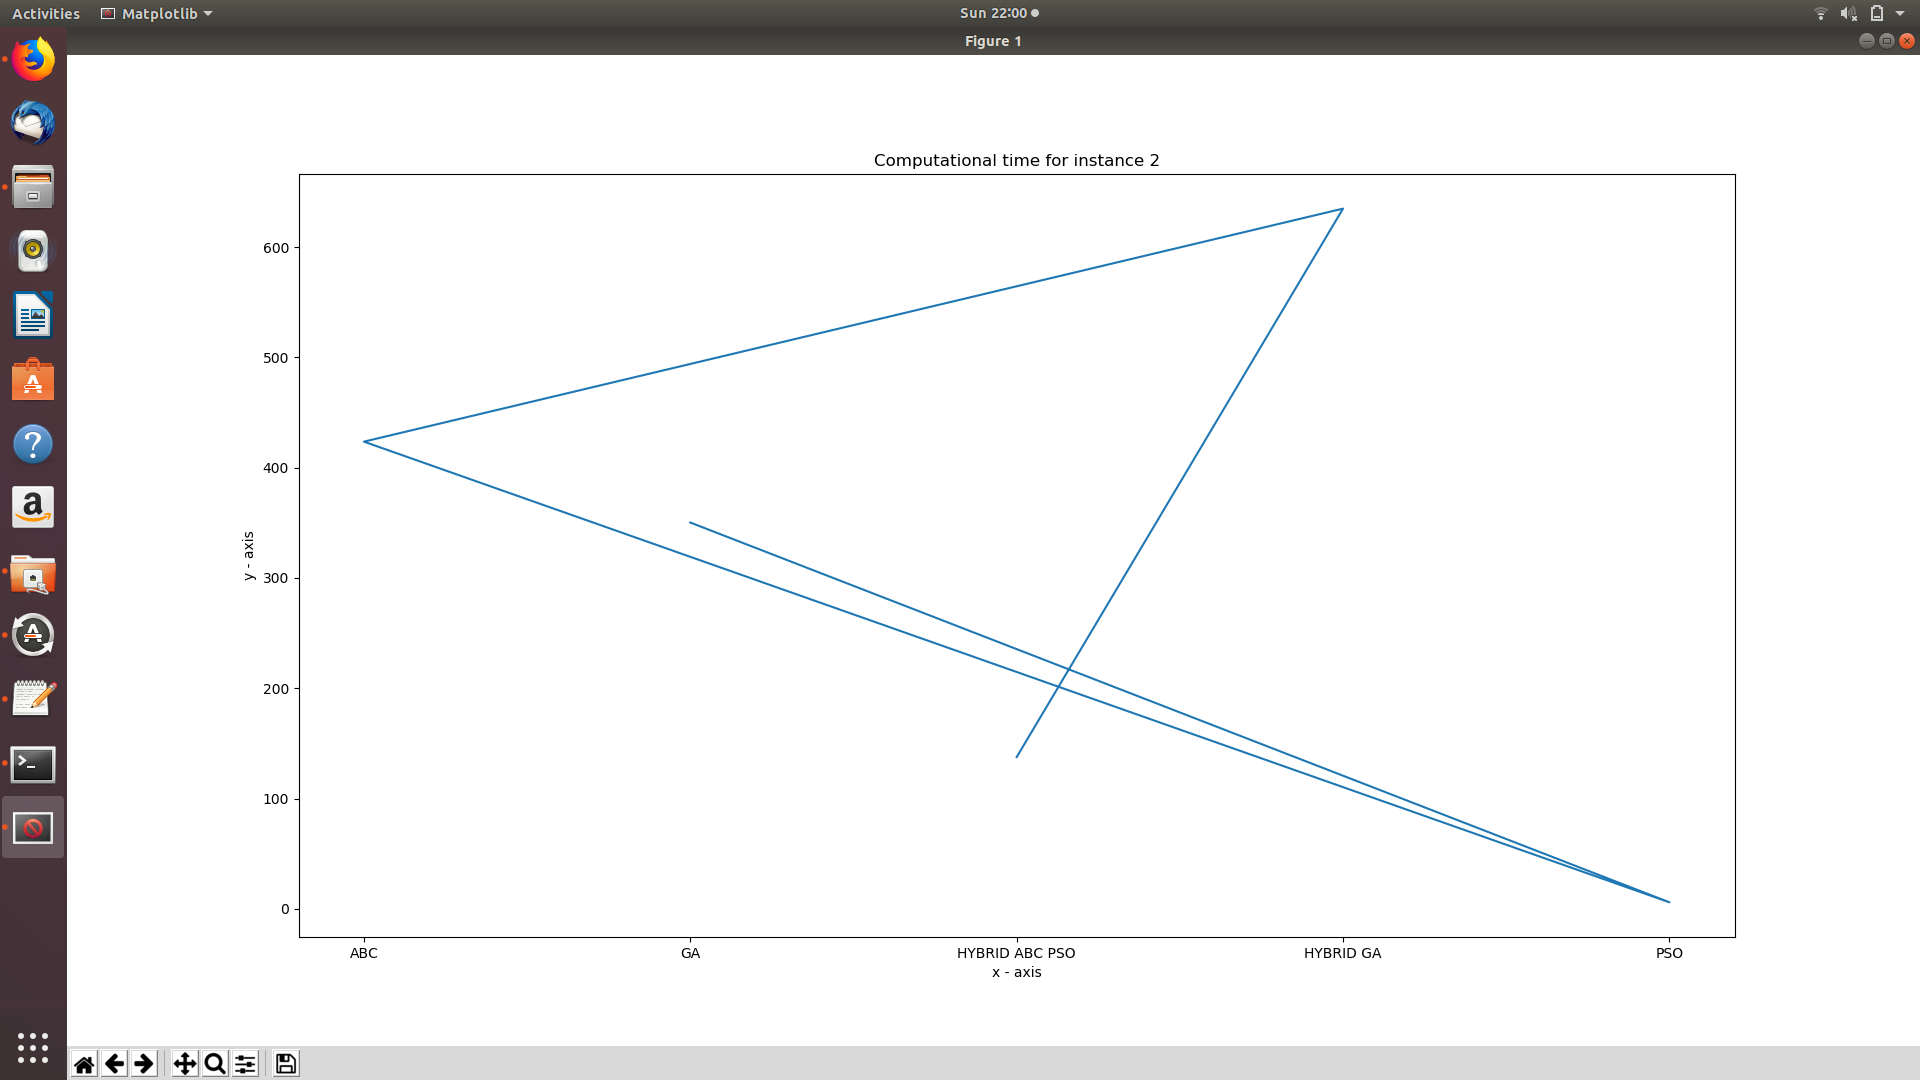 Activities
Matplotlib
Sun 22:00
Figure 1
Computational time for instance 2
600
500
400
300
200
100
0
y - axis
ABC
GA
HYBRID ABC PSO
HYBRID GA
PSO
x - axis